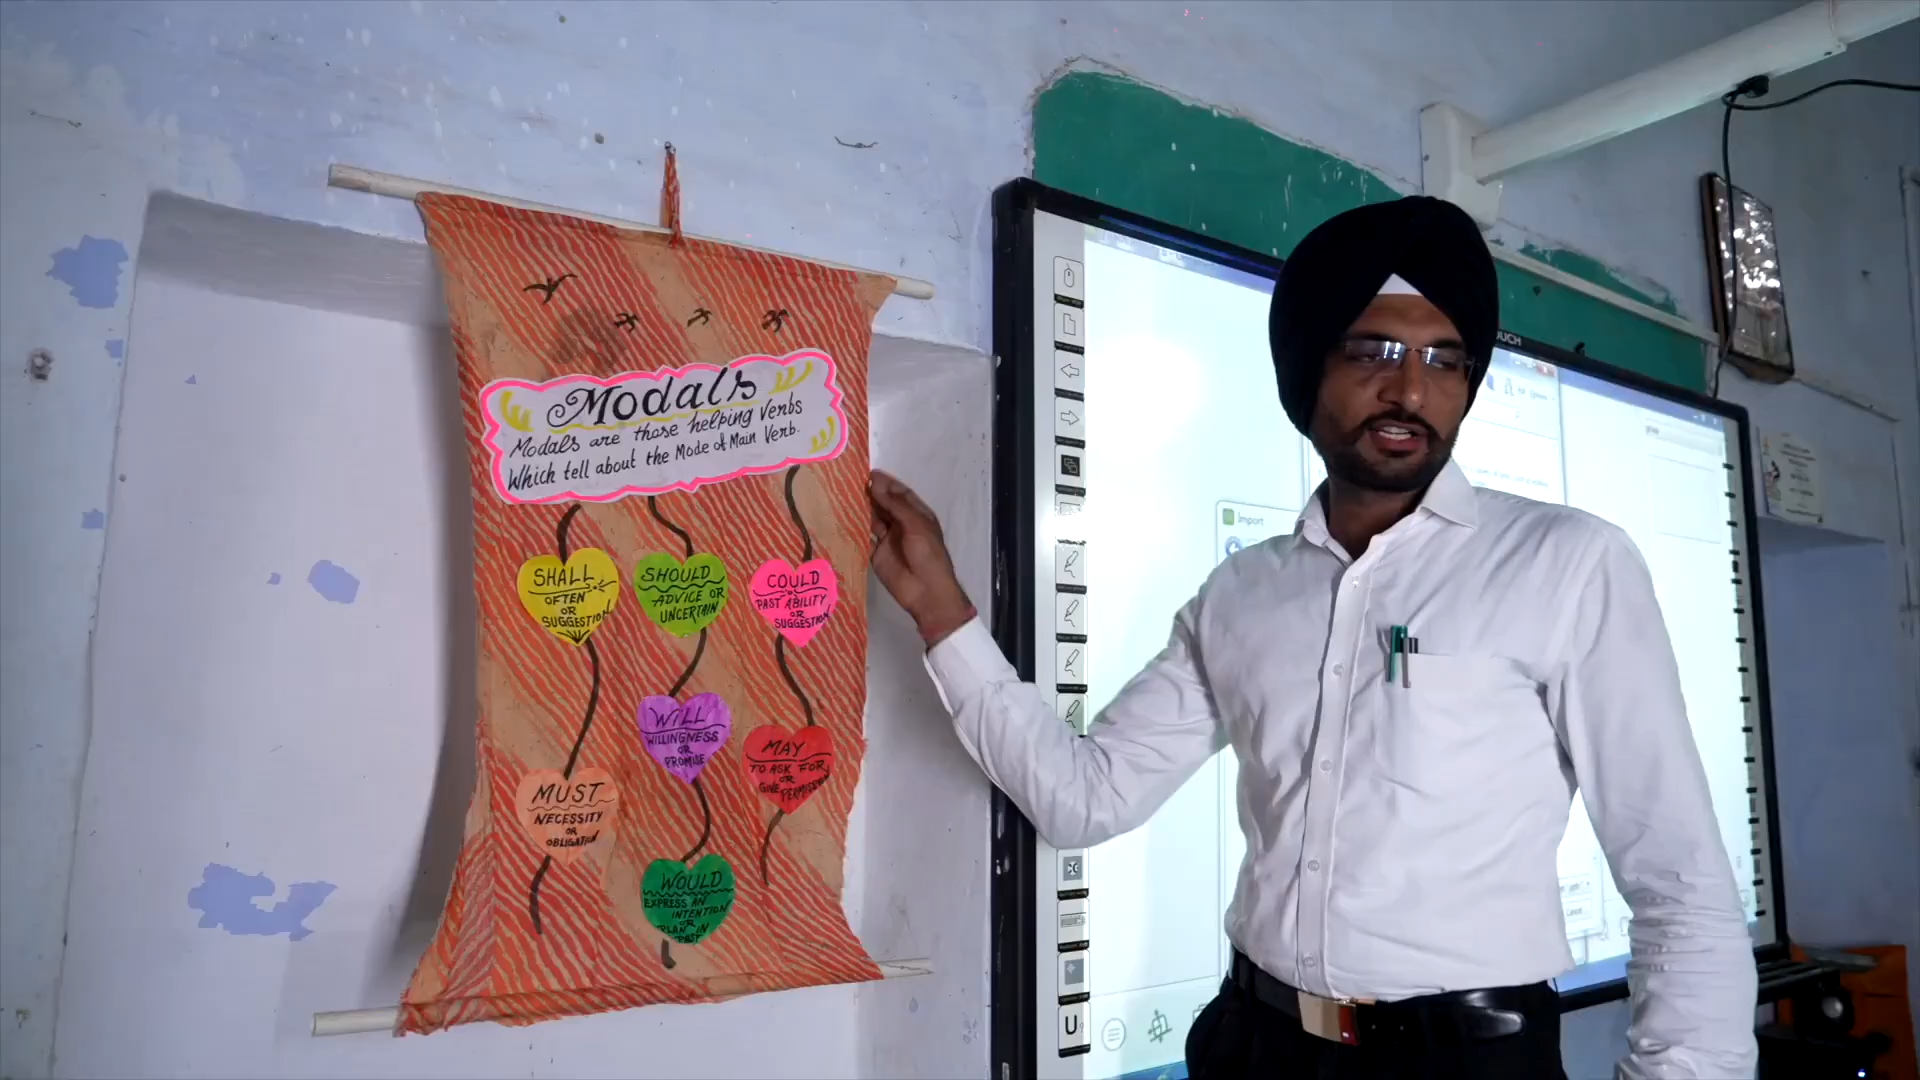 Modals
Modals are those helping Verbs
Which tell about the Mode of Main Verb.
SHALL
OFTEN
OR
SUGGESTION
SHOULD
ADVICE OR
UNCERTAIN
COULD
PAST ABILITY
OR
SUGGESTION
WILL
WILLINGNESS
OR
PROMISE
MAY
TO ASK FOR
OR
GIVE PERMISSION
MUST
NECESSITY
OR
OBLIGATION
WOULD
EXPRESS AN
INTENTION
OR
PLAN IN
PAST
OUCH
Import
U